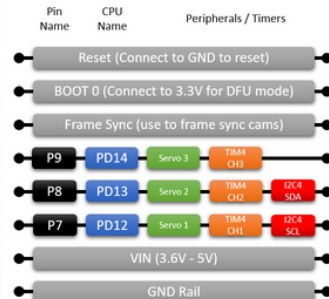 Pin Name CPU Name Peripherals / Timers
Reset (Connect to GND to reset)
BOOT 0 (Connect to 3.3V for DFU mode)
Frame Sync (use to frame sync cams)
P9 PD14 Servo 3 TIM4 CH3
P8 PD13 Servo 2 TIM4 CH2 I2C4 SDA
P7 PD12 Servo 1 TIM4 CH1 I2C4 SCL
VIN (3.6V - 5V)
GND Rail